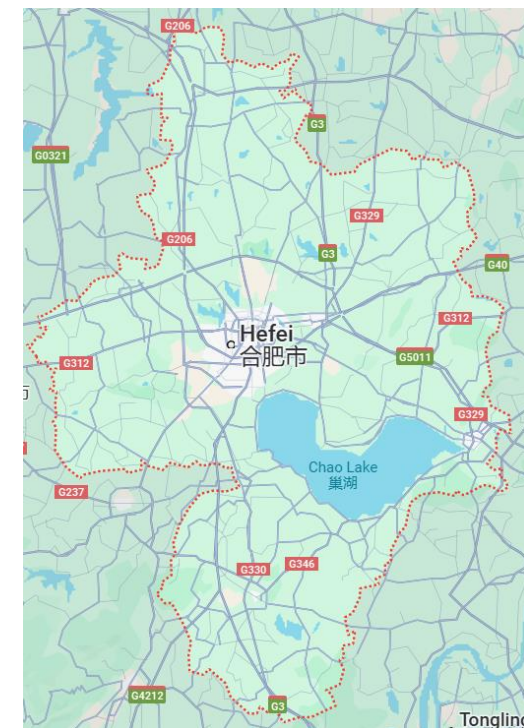 G206
G3
G0321
G329
G206
G3
G40
G312
Hefei
合肥市
G312
G5011
G329
Chao Lake
巢湖
G237
G330
G346
G4212
G3
Tongling